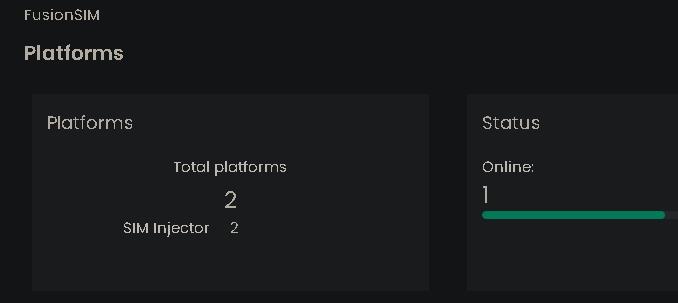 FusionSIM
Platforms
Platforms
Total platforms
2
SIM Injector 2
Status
Online:
1